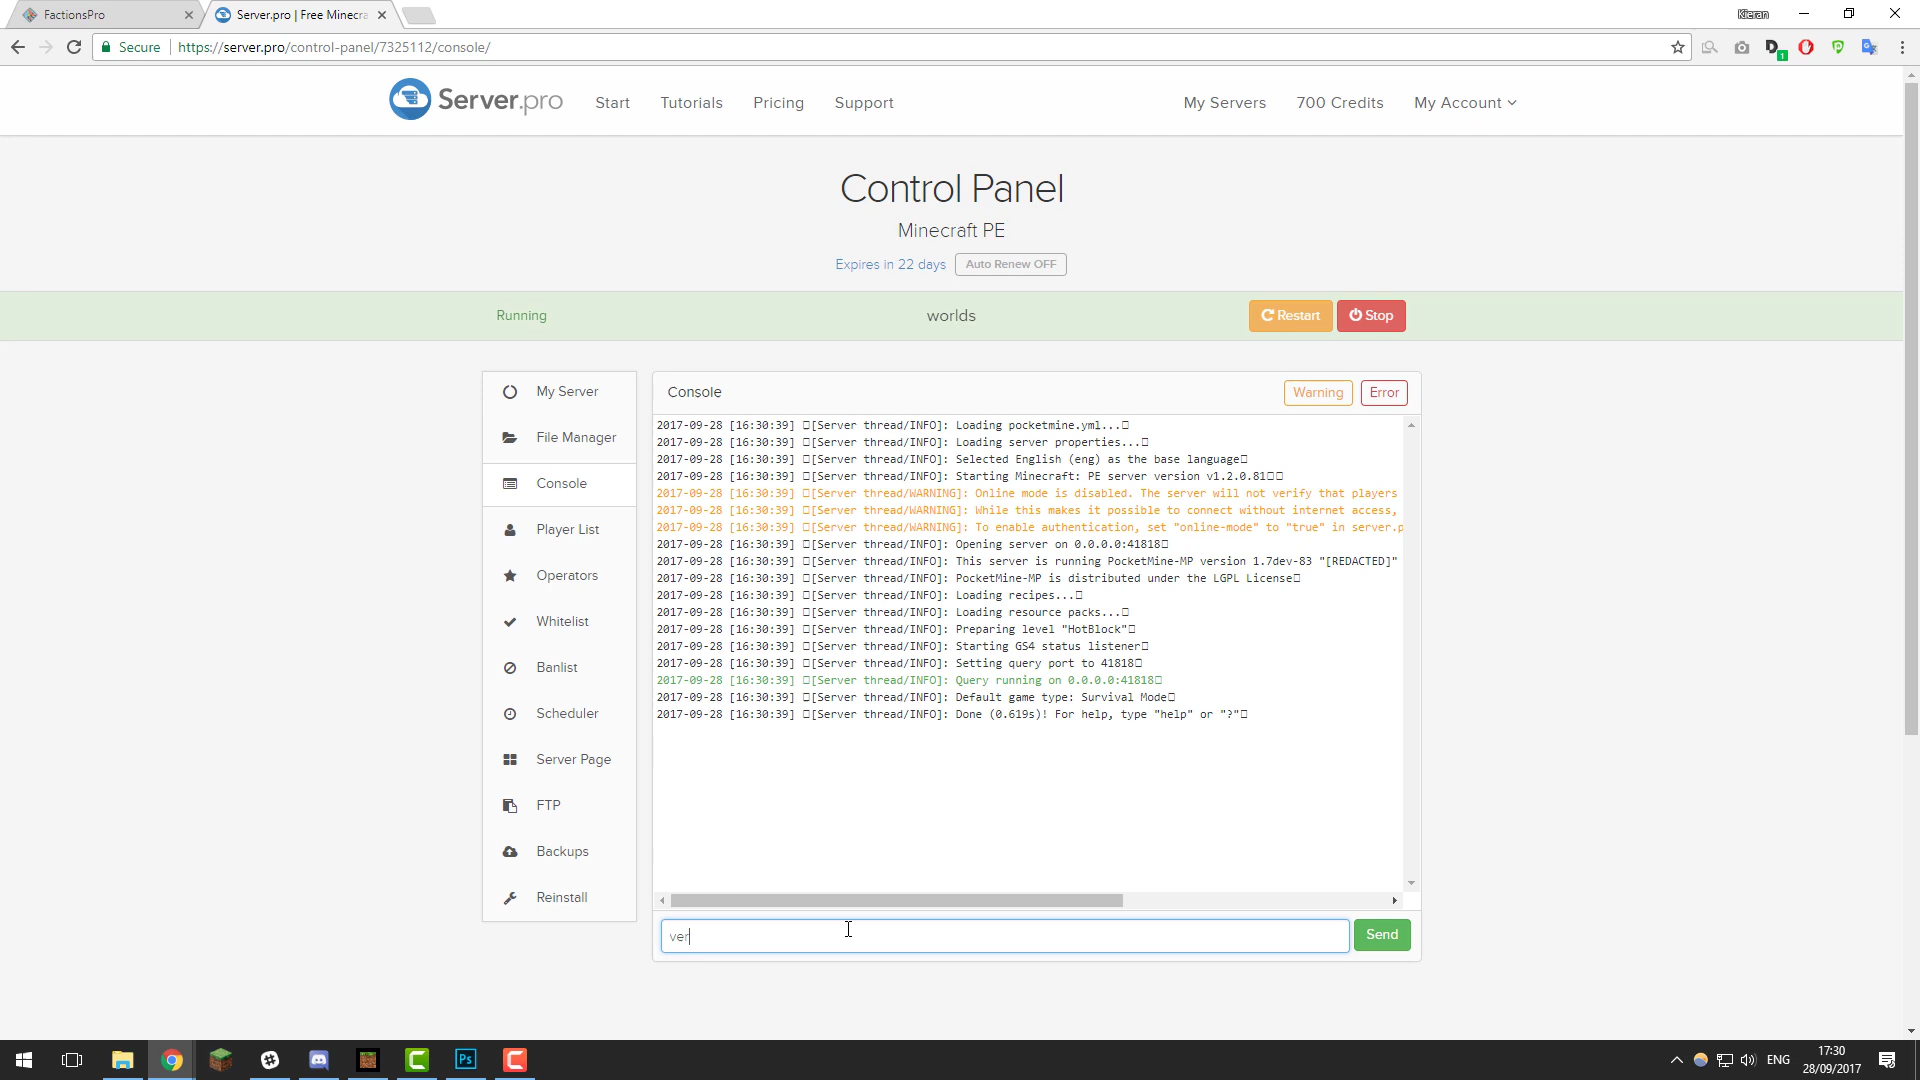 FactionsPro
Server.pro | Free Minecra
Kieran
Secure
https://server.pro/control-panel/7325112/console/
1
Server.pro
Start
Tutorials
Pricing
Support
My Servers
700 Credits
My Account
Control Panel
Minecraft PE
Expires in 22 days
Auto Renew OFF
Running
worlds
Restart
Stop
My Server
File Manager
Console
Player List
Operators
Whitelist
Banlist
Scheduler
Server Page
FTP
Backups
Reinstall
Console
Warning
Error
2017-09-28 [16:30:39] [Server thread/INFO]: Loading pocketmine.yml...
2017-09-28 [16:30:39] [Server thread/INFO]: Loading server properties...
2017-09-28 [16:30:39] [Server thread/INFO]: Selected English (eng) as the base language
2017-09-28 [16:30:39] [Server thread/INFO]: Starting Minecraft: PE server version v1.2.0.81
2017-09-28 [16:30:39] [Server thread/WARNING]: Online mode is disabled. The server will not verify that players
2017-09-28 [16:30:39] [Server thread/WARNING]: While this makes it possible to connect without internet access,
2017-09-28 [16:30:39] [Server thread/WARNING]: To enable authentication, set "online-mode" to "true" in server.p
2017-09-28 [16:30:39] [Server thread/INFO]: Opening server on 0.0.0.0:41818
2017-09-28 [16:30:39] [Server thread/INFO]: This server is running PocketMine-MP version 1.7dev-83 "[REDACTED]"
2017-09-28 [16:30:39] [Server thread/INFO]: PocketMine-MP is distributed under the LGPL License
2017-09-28 [16:30:39] [Server thread/INFO]: Loading recipes...
2017-09-28 [16:30:39] [Server thread/INFO]: Loading resource packs...
2017-09-28 [16:30:39] [Server thread/INFO]: Preparing level "HotBlock"
2017-09-28 [16:30:39] [Server thread/INFO]: Starting GS4 status listener
2017-09-28 [16:30:39] [Server thread/INFO]: Setting query port to 41818
2017-09-28 [16:30:39] [Server thread/INFO]: Query running on 0.0.0.0:41818
2017-09-28 [16:30:39] [Server thread/INFO]: Default game type: Survival Mode
2017-09-28 [16:30:39] [Server thread/INFO]: Done (0.619s)! For help, type "help" or "?"
ver
Send
Ps
ENG
17:30
28/09/2017